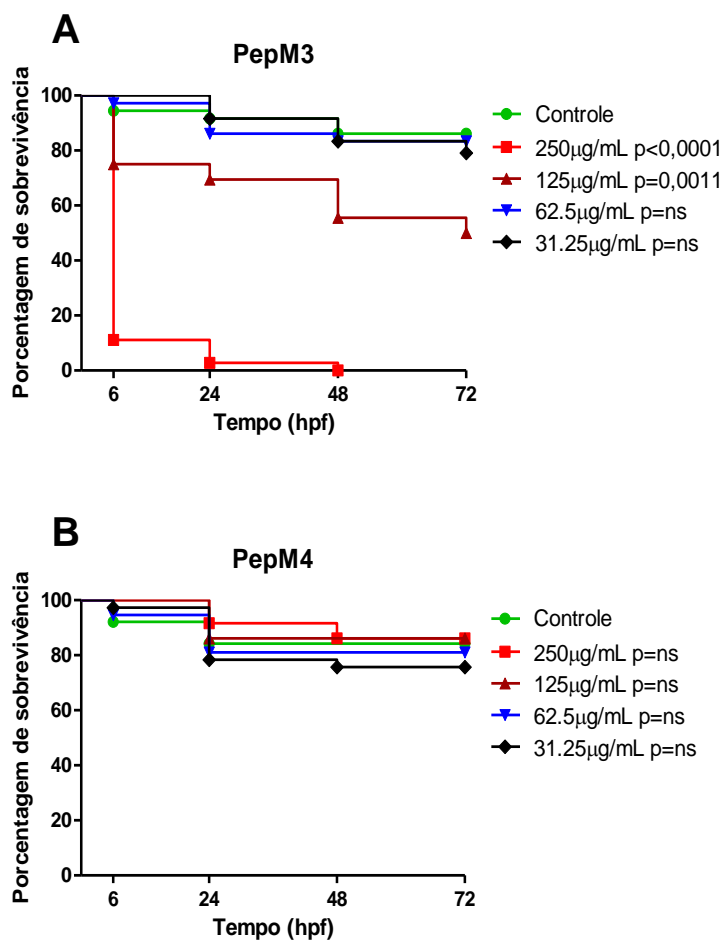 A
PepM3
Porcentagem de sobrevivência
100
80
60
40
20
0
6
24
48
72
Tempo (hpf)
Controle
250µg/mL p<0,0001
125µg/mL p=0,0011
62.5µg/mL p=ns
31.25µg/mL p=ns
B
PepM4
Porcentagem de sobrevivência
100
80
60
40
20
0
6
24
48
72
Tempo (hpf)
Controle
250µg/mL p=ns
125µg/mL p=ns
62.5µg/mL p=ns
31.25µg/mL p=ns